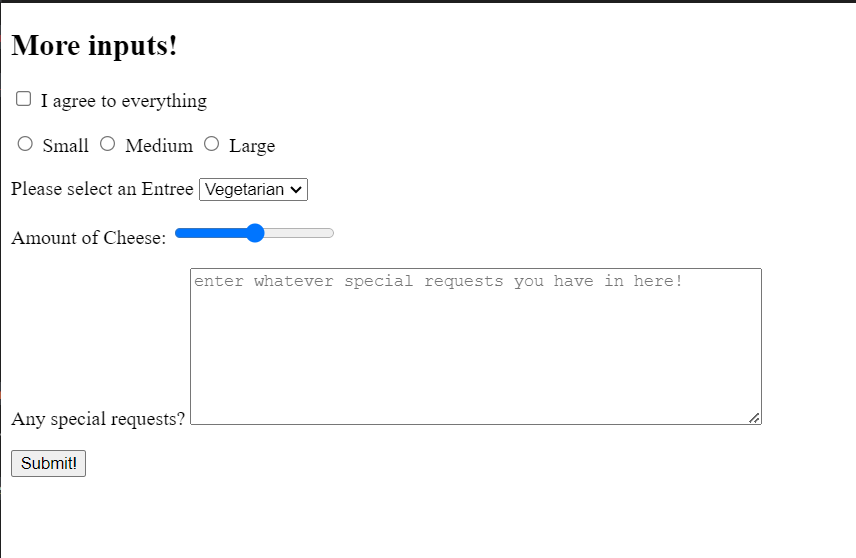 More inputs!
I agree to everything
Small Medium Large
Please select an Entree Vegetarian
Amount of Cheese:
enter whatever special requests you have in here!
Any special requests?
Submit!